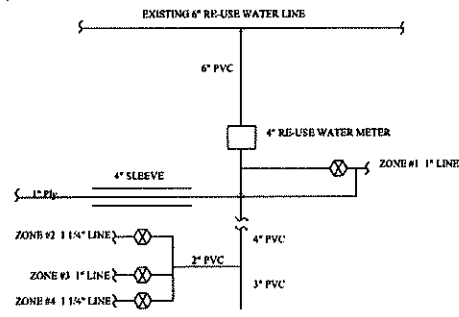 EXISTING 6" RE-USE WATER LINE
6" PVC
4" RE-USE WATER METER
ZONE #1 1" LINE
4" SLEEVE
1" Ply
ZONE #2 1 1/4" LINE
4" PVC
2" PVC
ZONE #3 1" LINE
3" PVC
ZONE #4 1 1/4" LINE